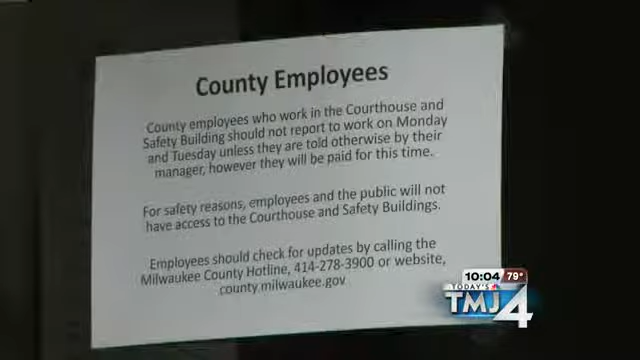 County Employees
County employees who work in the Courthouse and
Safety Building should not report to work on Monday
and Tuesday unless they are told otherwise by their
manager, however they will be paid for this time.
For safety reasons, employees and the public will not
have access to the Courthouse and Safety Buildings.
Employees should check for updates by calling the
Milwaukee County Hotline, 414-278-3900 or website,
county.milwaukee.gov
10:04 79°
TODAY'S
TMJ4